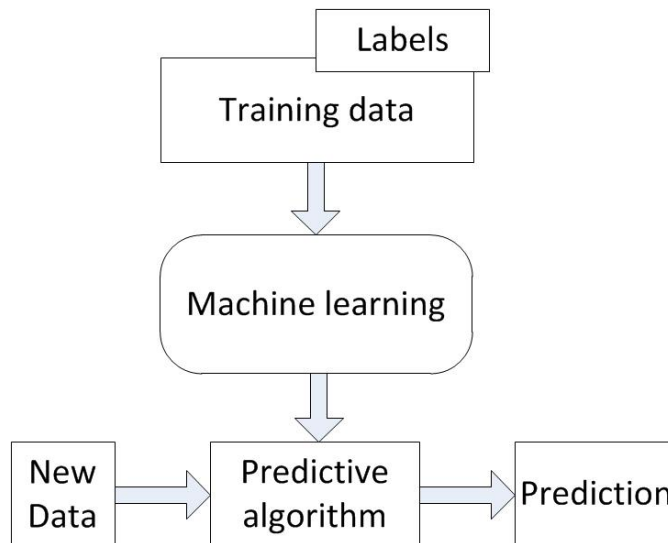 Labels
Training data
Machine learning
New
Data
Predictive
algorithm
Prediction